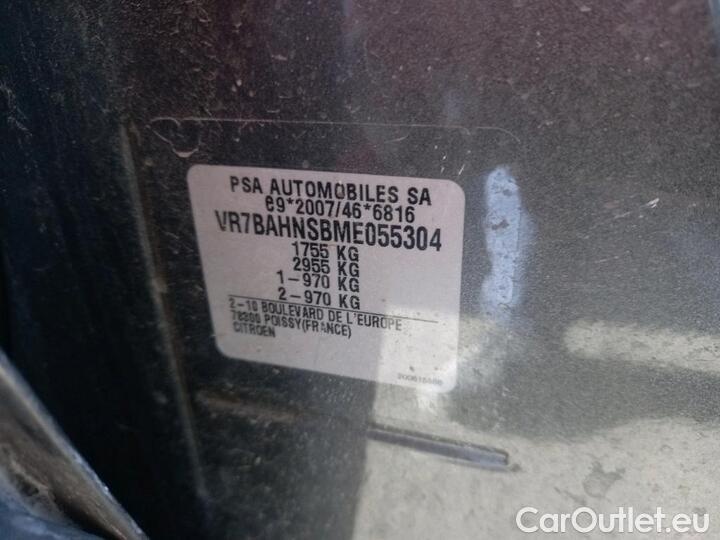 PSA AUTOMOBILES SA
e9*2007/46*6816
VR7BAHNSBME055304
1755 KG
2955 KG
1-970 KG
2-970 KG
2-10 BOULEVARD DE L'EUROPE
78300 POISSY(FRANCE)
CITROEN
CarOutlet.eu